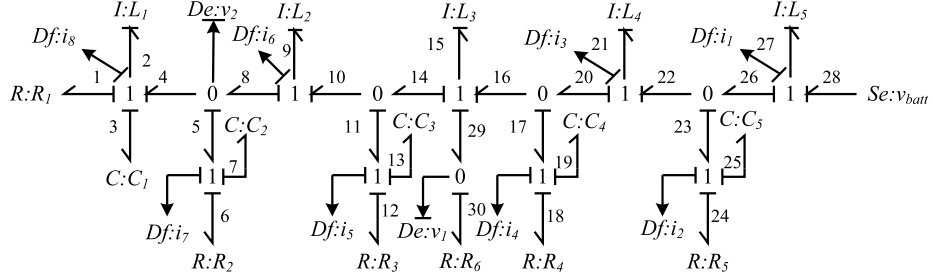 I:L₁ De:v₂ I:L₂ I:L₃ I:L₄ I:L₅
Df:i₈ Df:i₆ Df:i₃ Df:i₁
2 9 15 21 27
R:R₁ 1 1 4 0 8 1 10 0 14 1 16 0 20 1 22 0 26 1 28 Se:v_batt
3 5 C:C₂ 11 C:C₃ 29 17 C:C₄ 23 C:C₅
C:C₁ 1 7 1 13 0 1 19 1 25
Df:i₇ 6 Df:i₅ 12 De:v₁ 30 Df:i₄ 18 Df:i₂ 24
R:R₂ R:R₃ R:R₆ R:R₄ R:R₅